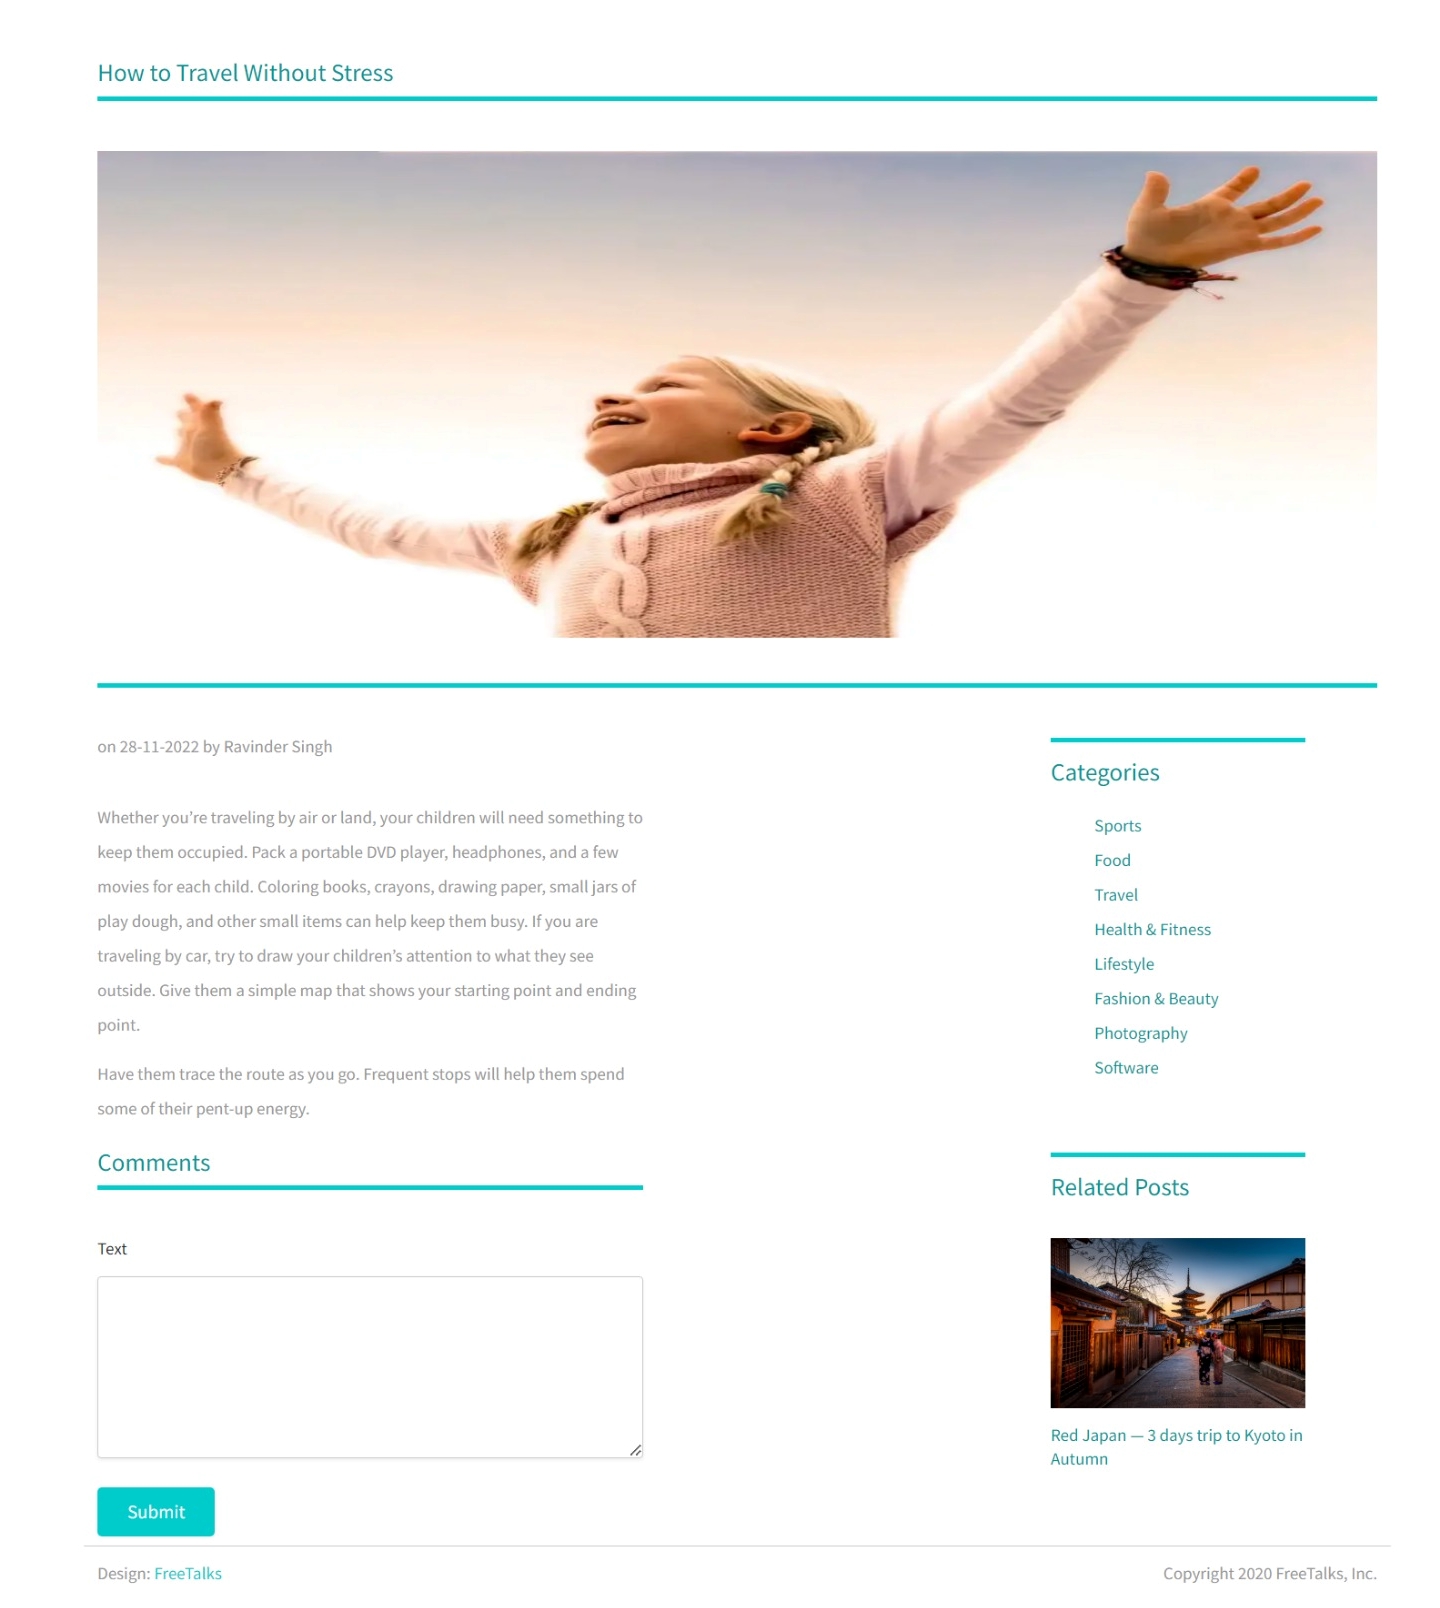 How to Travel Without Stress
on 28-11-2022 by Ravinder Singh
Whether you’re traveling by air or land, your children will need something to
keep them occupied. Pack a portable DVD player, headphones, and a few
movies for each child. Coloring books, crayons, drawing paper, small jars of
play dough, and other small items can help keep them busy. If you are
traveling by car, try to draw your children’s attention to what they see
outside. Give them a simple map that shows your starting point and ending
point.
Have them trace the route as you go. Frequent stops will help them spend
some of their pent-up energy.
Comments
Text
Submit
Categories
Sports
Food
Travel
Health & Fitness
Lifestyle
Fashion & Beauty
Photography
Software
Related Posts
Red Japan — 3 days trip to Kyoto in
Autumn
Design: FreeTalks
Copyright 2020 FreeTalks, Inc.